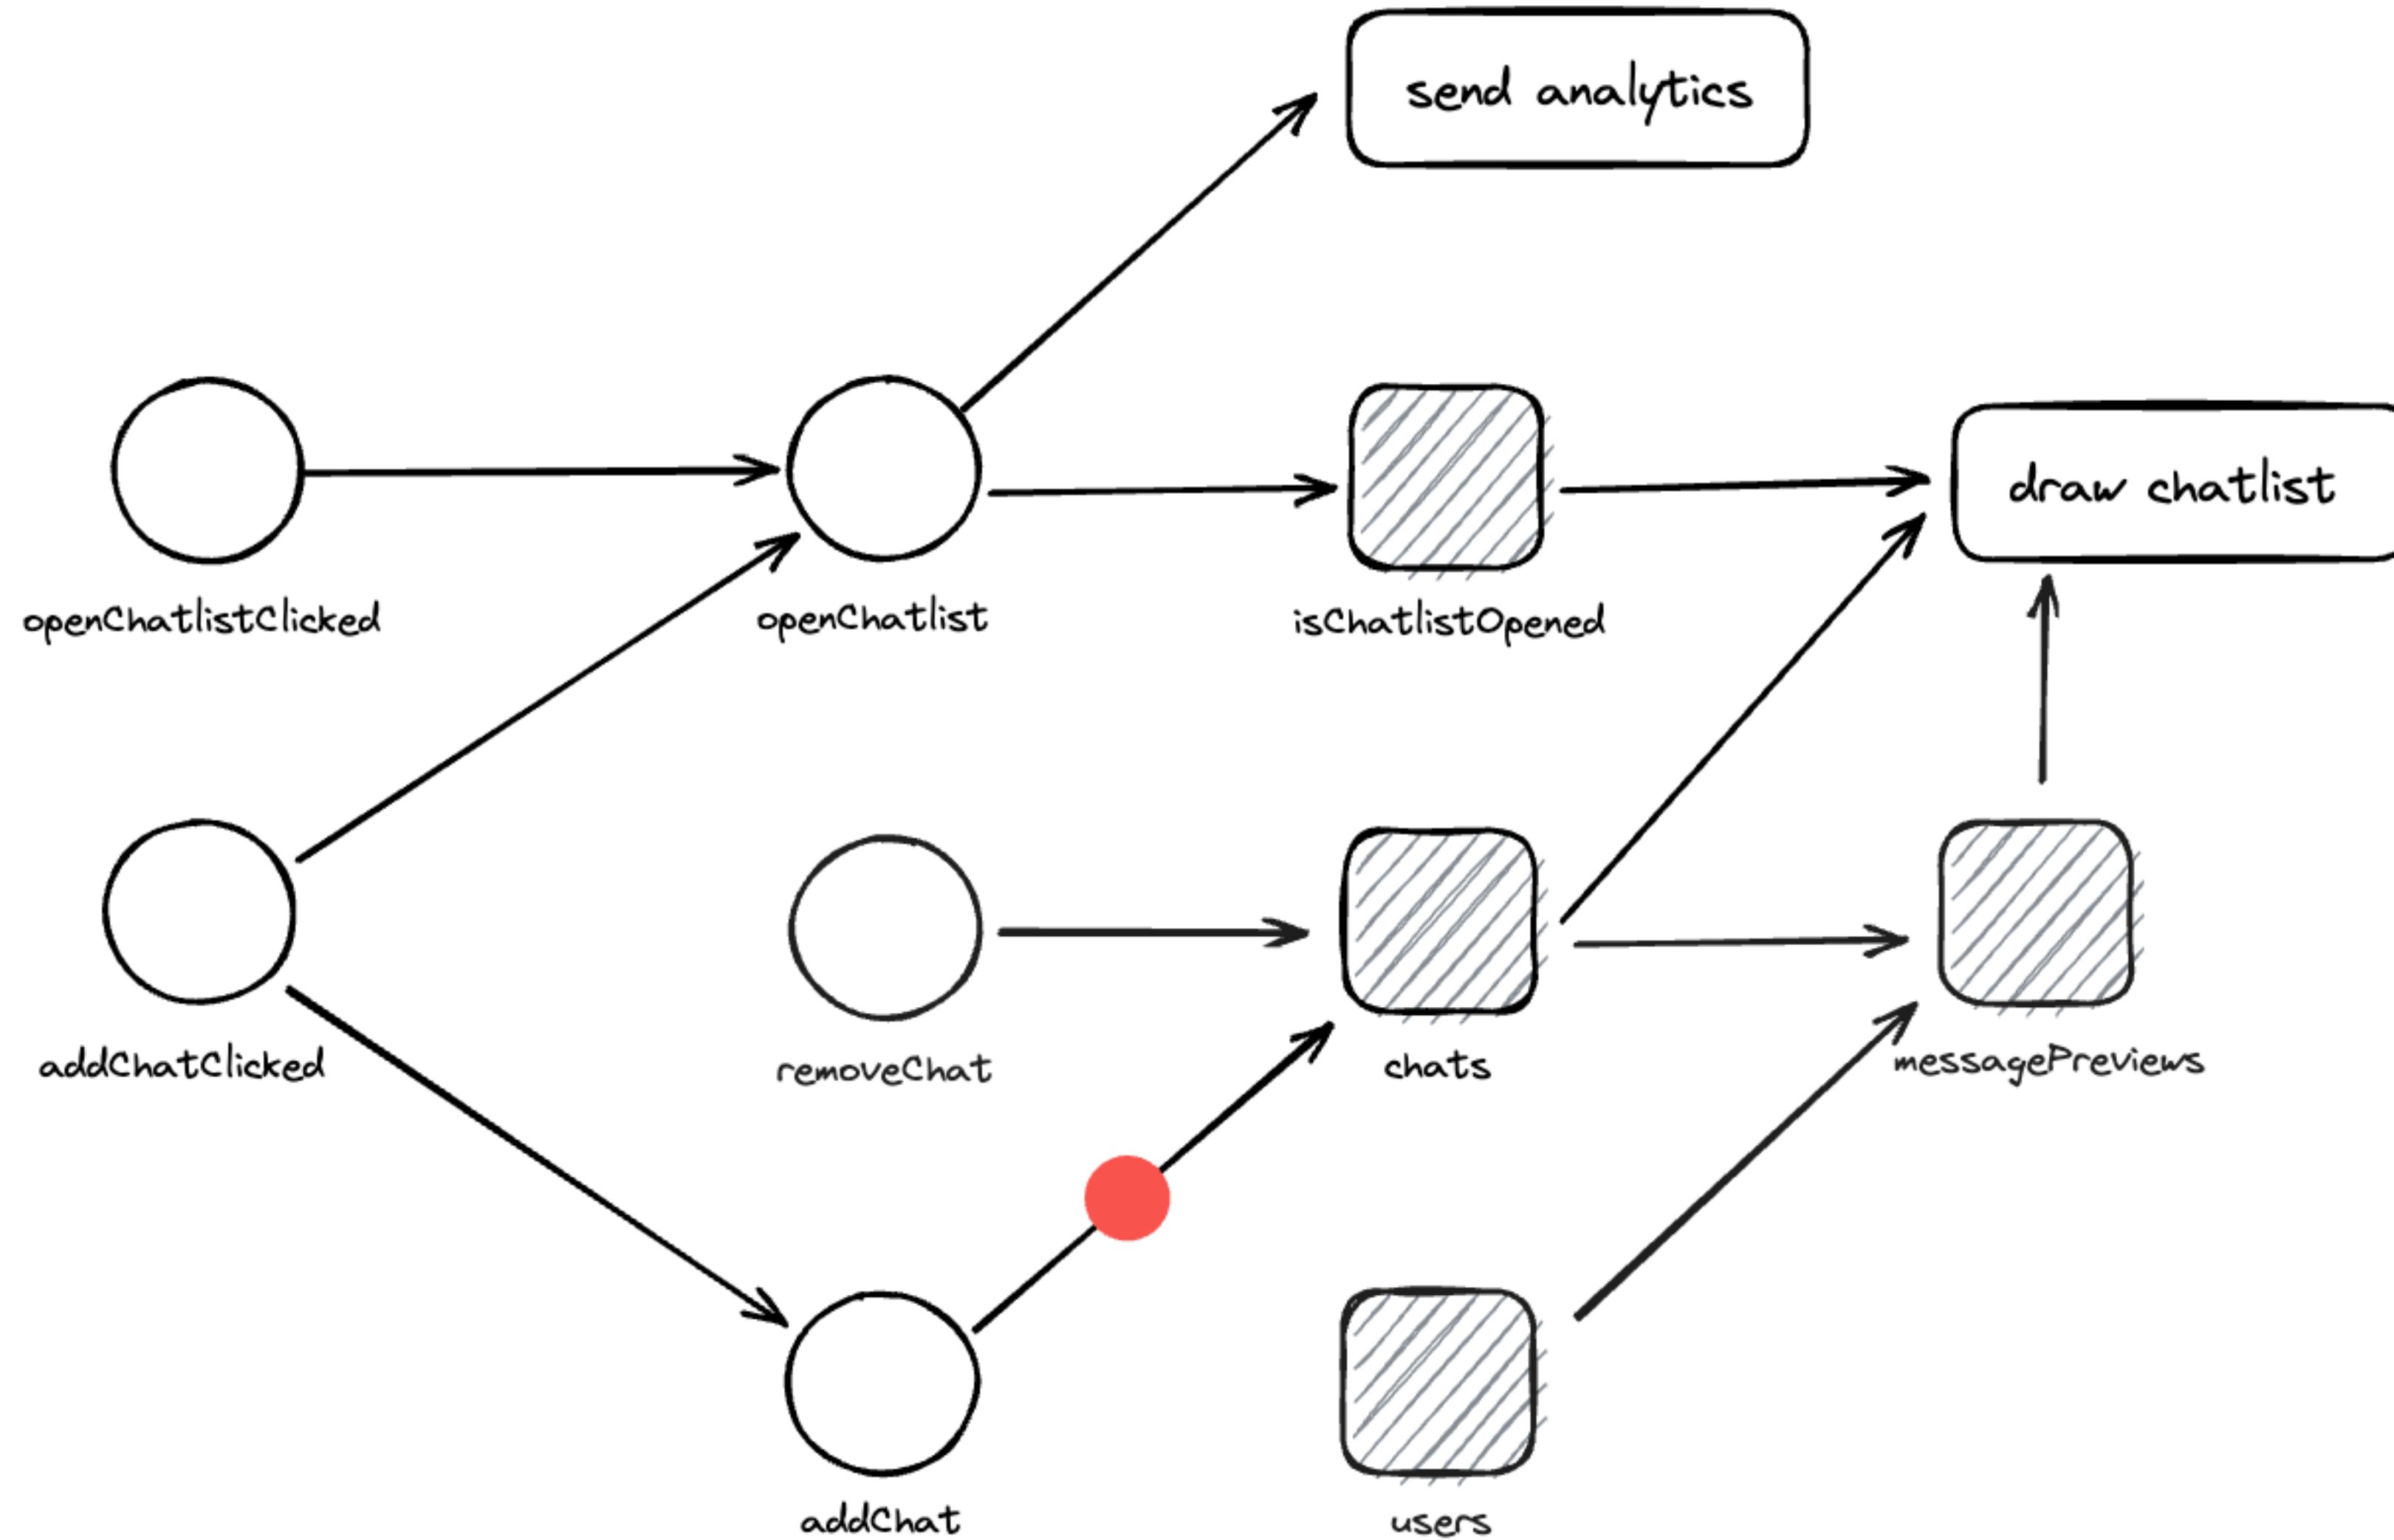 send analytics
draw chatlist
openChatlistClicked
openChatlist
isChatlistOpened
addChatClicked
removeChat
chats
messagePreviews
addChat
users